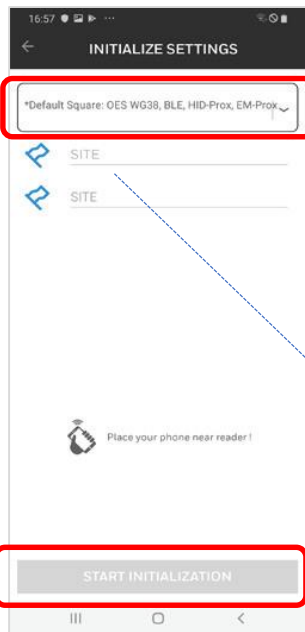 16:57
INITIALIZE SETTINGS
*Default Square: OES WG38, BLE, HID-Prox, EM-Prox
SITE
SITE
Place your phone near reader !
START INITIALIZATION